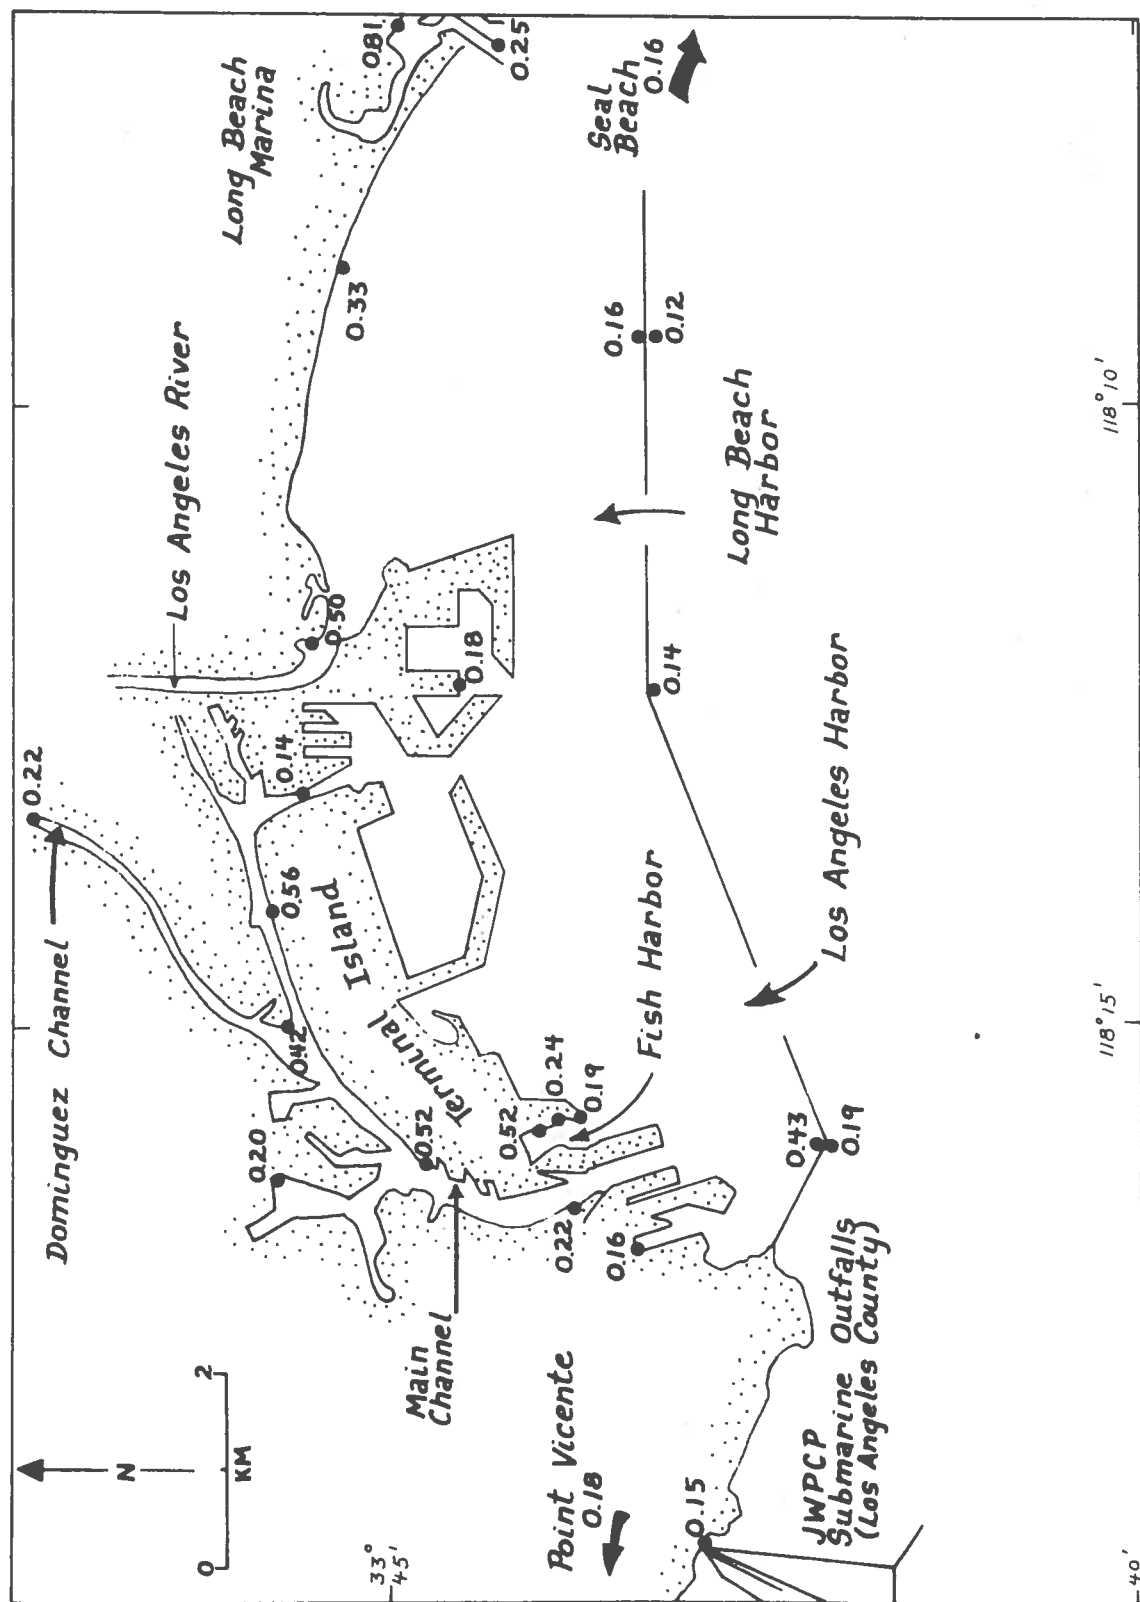 Dominguez Channel
0.22
Los Angeles River
Long Beach
Marina
0.81
0.25
0.33
0.50
0.14
0.18
0.56
0.42
0.20
0.52
Terminal
Island
0.52
0.24
0.19
Fish Harbor
0.22
0.16
Main
Channel
N
0
2
KM
33°
45'
Point Vicente
0.18
0.15
JWPCP
Submarine Outfalls
(Los Angeles County)
0.43
0.19
Los Angeles Harbor
0.14
Long Beach
Harbor
0.16
0.12
Seal
Beach
0.16
40'
118°15'
118°10'